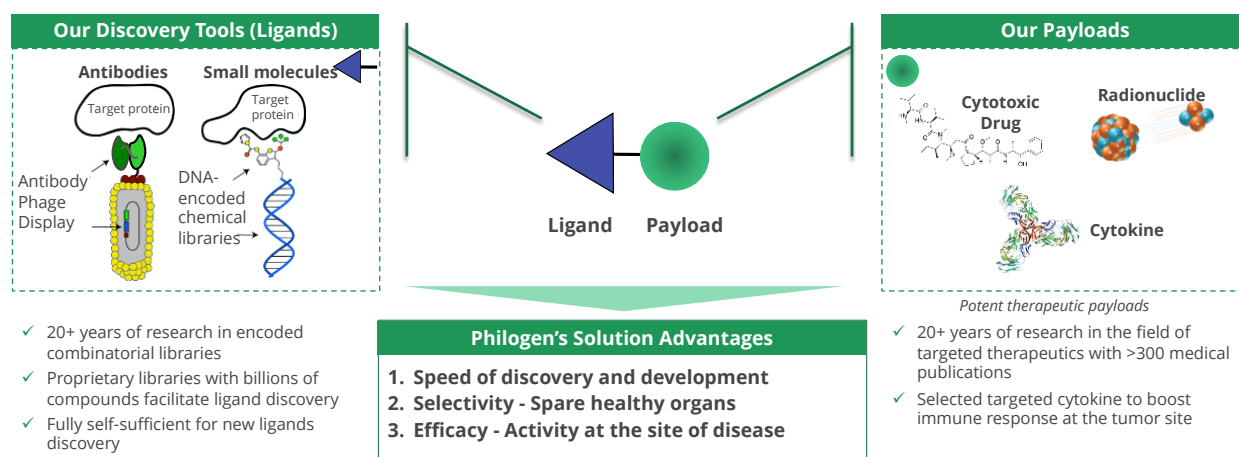 Our Discovery Tools (Ligands)
Antibodies
Small molecules
Target protein
Target
protein
Antibody
Phage
Display
DNA-
encoded
chemical
libraries
Ligand
Payload
Our Payloads
Cytotoxic
Drug
Radionuclide
OH
Cytokine
Potent therapeutic payloads
✓ 20+ years of research in encoded
combinatorial libraries
✓ Proprietary libraries with billions of
compounds facilitate ligand discovery
✓ Fully self-sufficient for new ligands
discovery
Philogen’s Solution Advantages
1. Speed of discovery and development
2. Selectivity - Spare healthy organs
3. Efficacy - Activity at the site of disease
✓ 20+ years of research in the field of
targeted therapeutics with >300 medical
publications
✓ Selected targeted cytokine to boost
immune response at the tumor site